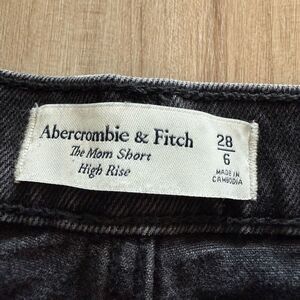 Abercrombie & Fitch
The Mom Short
High Rise
28
6
MADE IN
CAMBODIA